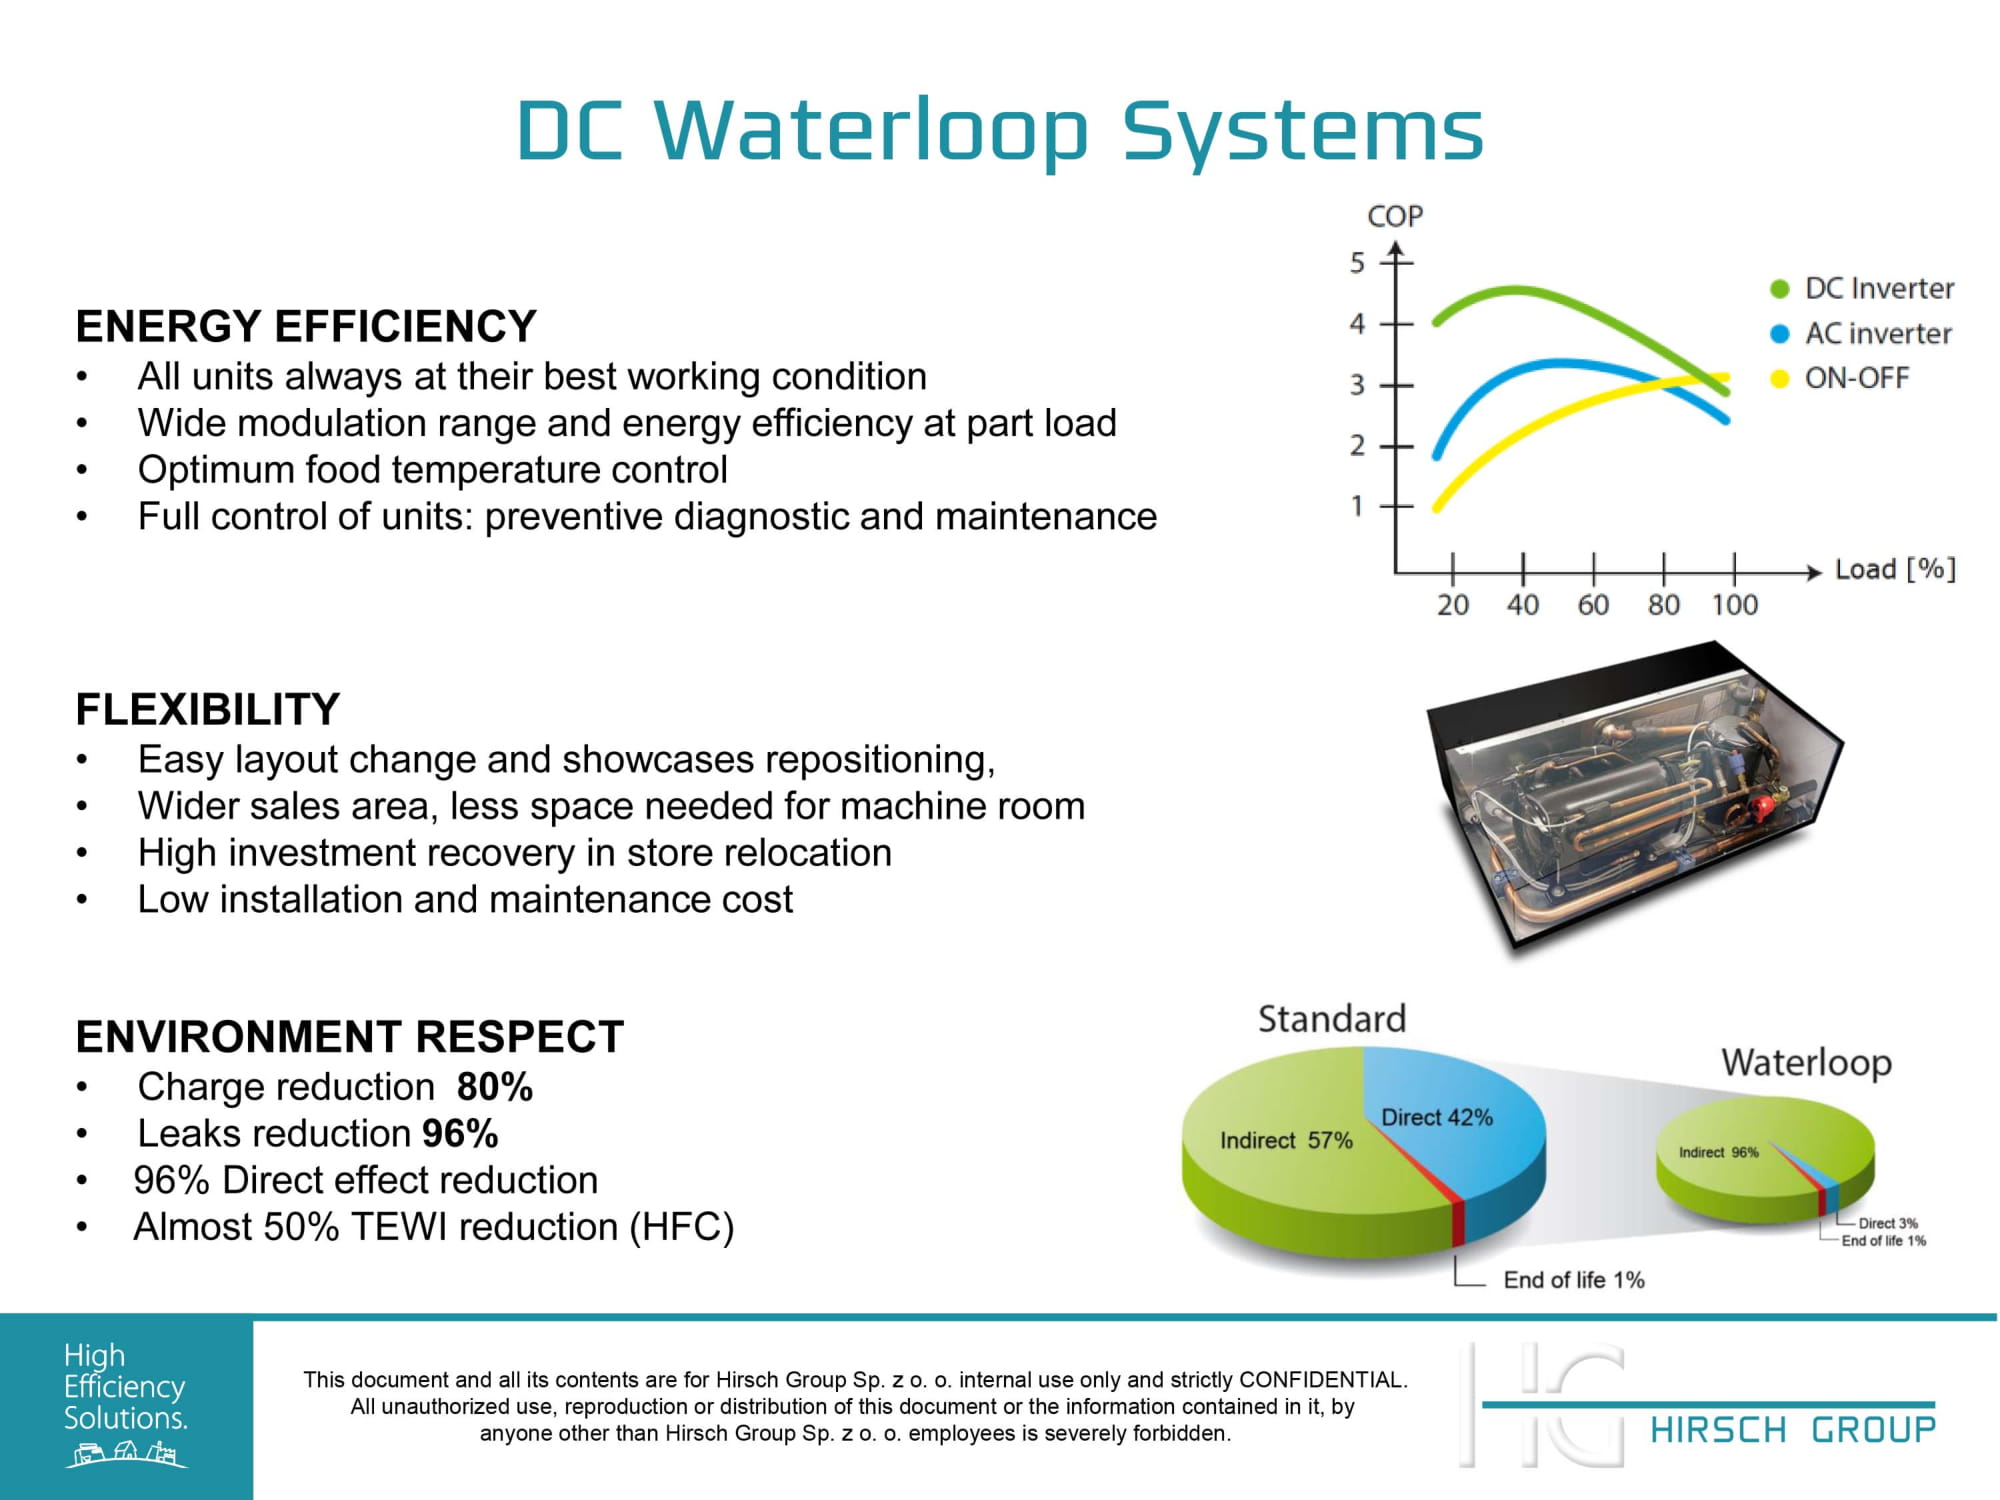 DC Waterloop Systems
ENERGY EFFICIENCY
• All units always at their best working condition
• Wide modulation range and energy efficiency at part load
• Optimum food temperature control
• Full control of units: preventive diagnostic and maintenance
COP
5
4
3
2
1
20 40 60 80 100
Load [%]
DC Inverter
AC inverter
ON-OFF
FLEXIBILITY
• Easy layout change and showcases repositioning,
• Wider sales area, less space needed for machine room
• High investment recovery in store relocation
• Low installation and maintenance cost
ENVIRONMENT RESPECT
• Charge reduction 80%
• Leaks reduction 96%
• 96% Direct effect reduction
• Almost 50% TEWI reduction (HFC)
Standard
Direct 42%
Indirect 57%
End of life 1%
Waterloop
Indirect 96%
Direct 3%
End of life 1%
High
Efficiency
Solutions.
This document and all its contents are for Hirsch Group Sp. z o. o. internal use only and strictly CONFIDENTIAL.
All unauthorized use, reproduction or distribution of this document or the information contained in it, by
anyone other than Hirsch Group Sp. z o. o. employees is severely forbidden.
HG
HIRSCH GROUP